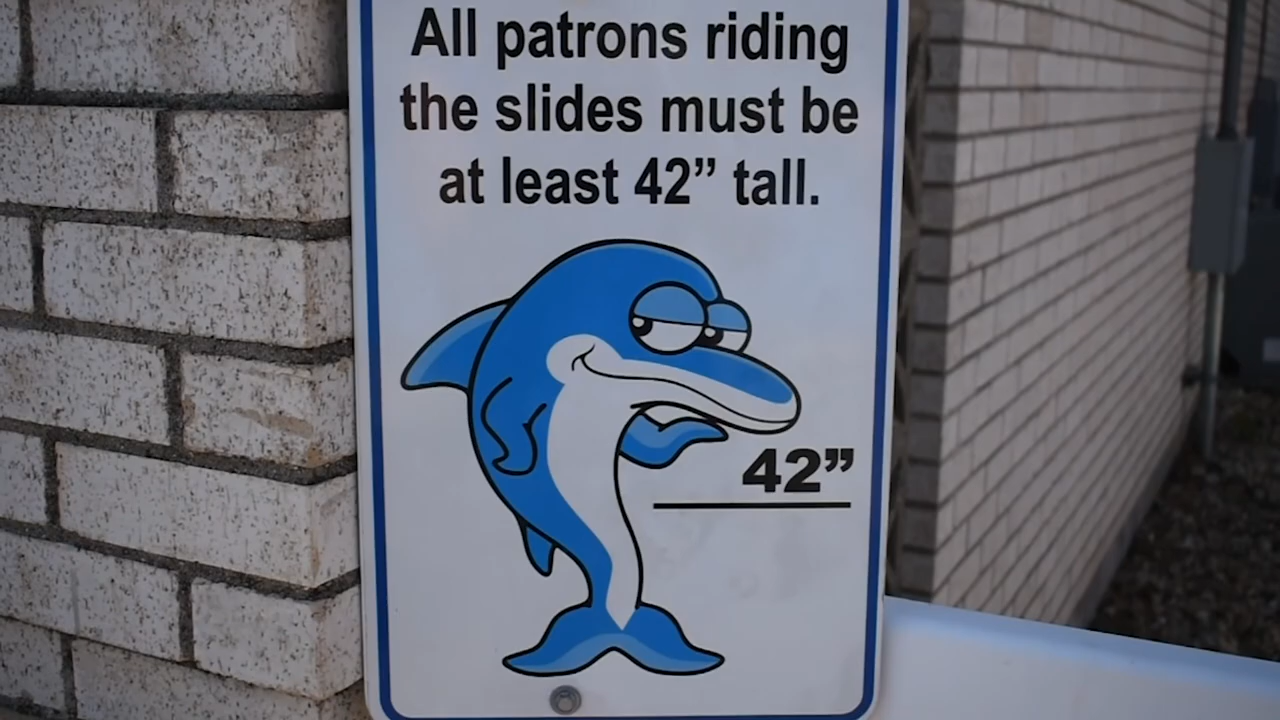 All patrons riding
the slides must be
at least 42” tall.
42”